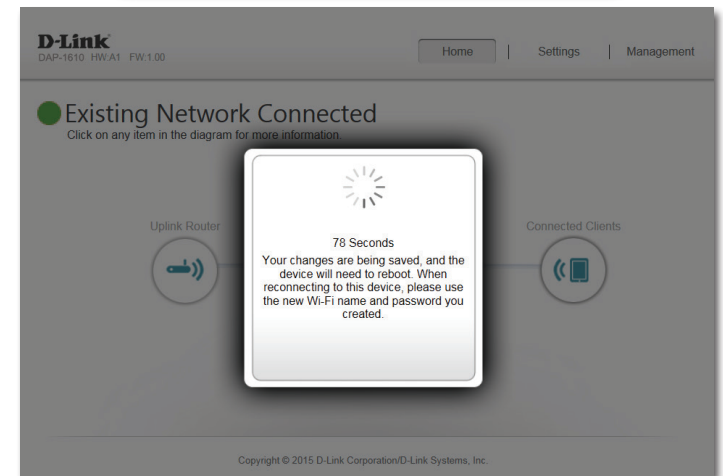 D-Link
DAP-1610 HW:A1 FW:1.00
Home | Settings | Management
Existing Network Connected
Click on any item in the diagram for more information.
Uplink Router
Connected Clients
78 Seconds
Your changes are being saved, and the
device will need to reboot. When
reconnecting to this device, please use
the new Wi-Fi name and password you
created.
Copyright © 2015 D-Link Corporation/D-Link Systems, Inc.